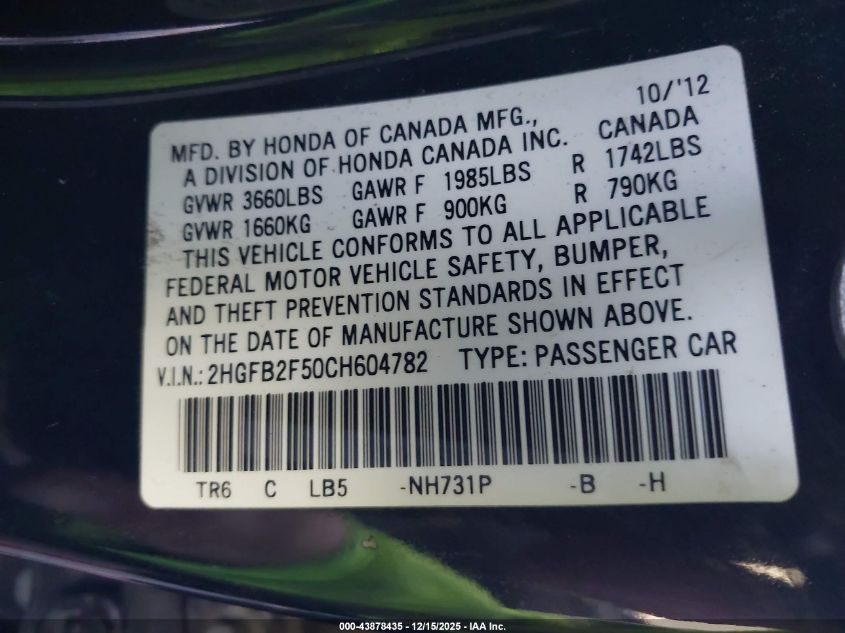 10/'12
MFD. BY HONDA OF CANADA MFG.,
A DIVISION OF HONDA CANADA INC. CANADA
GVWR 3660LBS GAWR F 1985LBS R 1742LBS
GVWR 1660KG GAWR F 900KG R 790KG
THIS VEHICLE CONFORMS TO ALL APPLICABLE
FEDERAL MOTOR VEHICLE SAFETY, BUMPER,
AND THEFT PREVENTION STANDARDS IN EFFECT
ON THE DATE OF MANUFACTURE SHOWN ABOVE.
V.I.N.: 2HGFB2F50CH604782 TYPE: PASSENGER CAR
TR6 C LB5 -NH731P -B -H
000-43878435 - 12/15/2025 - IAA Inc.